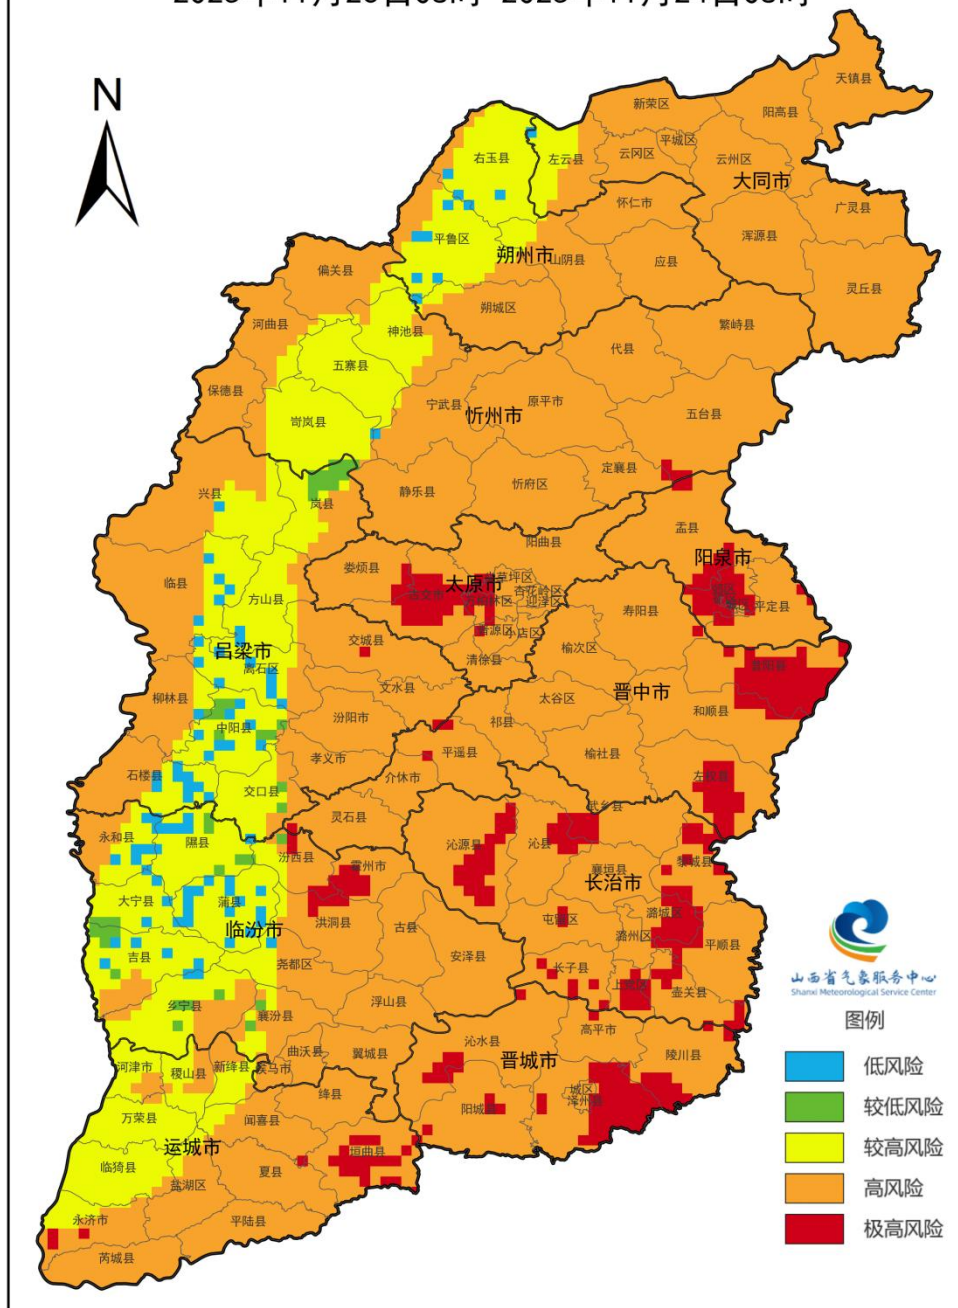 N
天镇县
新荣区
阳高县
平城区
右玉县
左云县
云冈区
云州区
大同市
怀仁市
广灵县
平鲁区
浑源县
朔州市
山阴县
应县
偏关县
灵丘县
朔城区
河曲县
神池县
繁峙县
代县
五寨县
保德县
宁武县
原平市
忻州市
五台县
岢岚县
定襄县
兴县
静乐县
忻府区
岚县
盂县
阳曲县
阳泉市
娄烦县
太原市
临县
杏花岭区
迎泽区
方山县
平定县
寿阳县
小店区
交城县
榆次区
吕梁市
清徐县
离石区
文水县
晋中市
柳林县
太谷区
和顺县
汾阳市
祁县
中阳县
平遥县
孝义市
榆社县
石楼县
介休市
左权县
交口县
武乡县
灵石县
永和县
隰县
沁源县
沁县
汾西县
霍州市
黎城县
襄垣县
长治市
大宁县
蒲县
洪洞县
潞城区
屯留区
古县
临汾市
潞州区
平顺县
吉县
安泽县
尧都区
长子县
山西省气象服务中心
Shanxi Meteorological Service Center
壶关县
浮山县
乡宁县
襄汾县
图例
高平市
沁水县
曲沃县
翼城县
陵川县
晋城市
河津市
新绛县
侯马市
稷山县
低风险
绛县
城区
泽州县
较低风险
阳城县
万荣县
闻喜县
运城市
垣曲县
较高风险
临猗县
夏县
盐湖区
高风险
永济市
平陆县
极高风险
芮城县